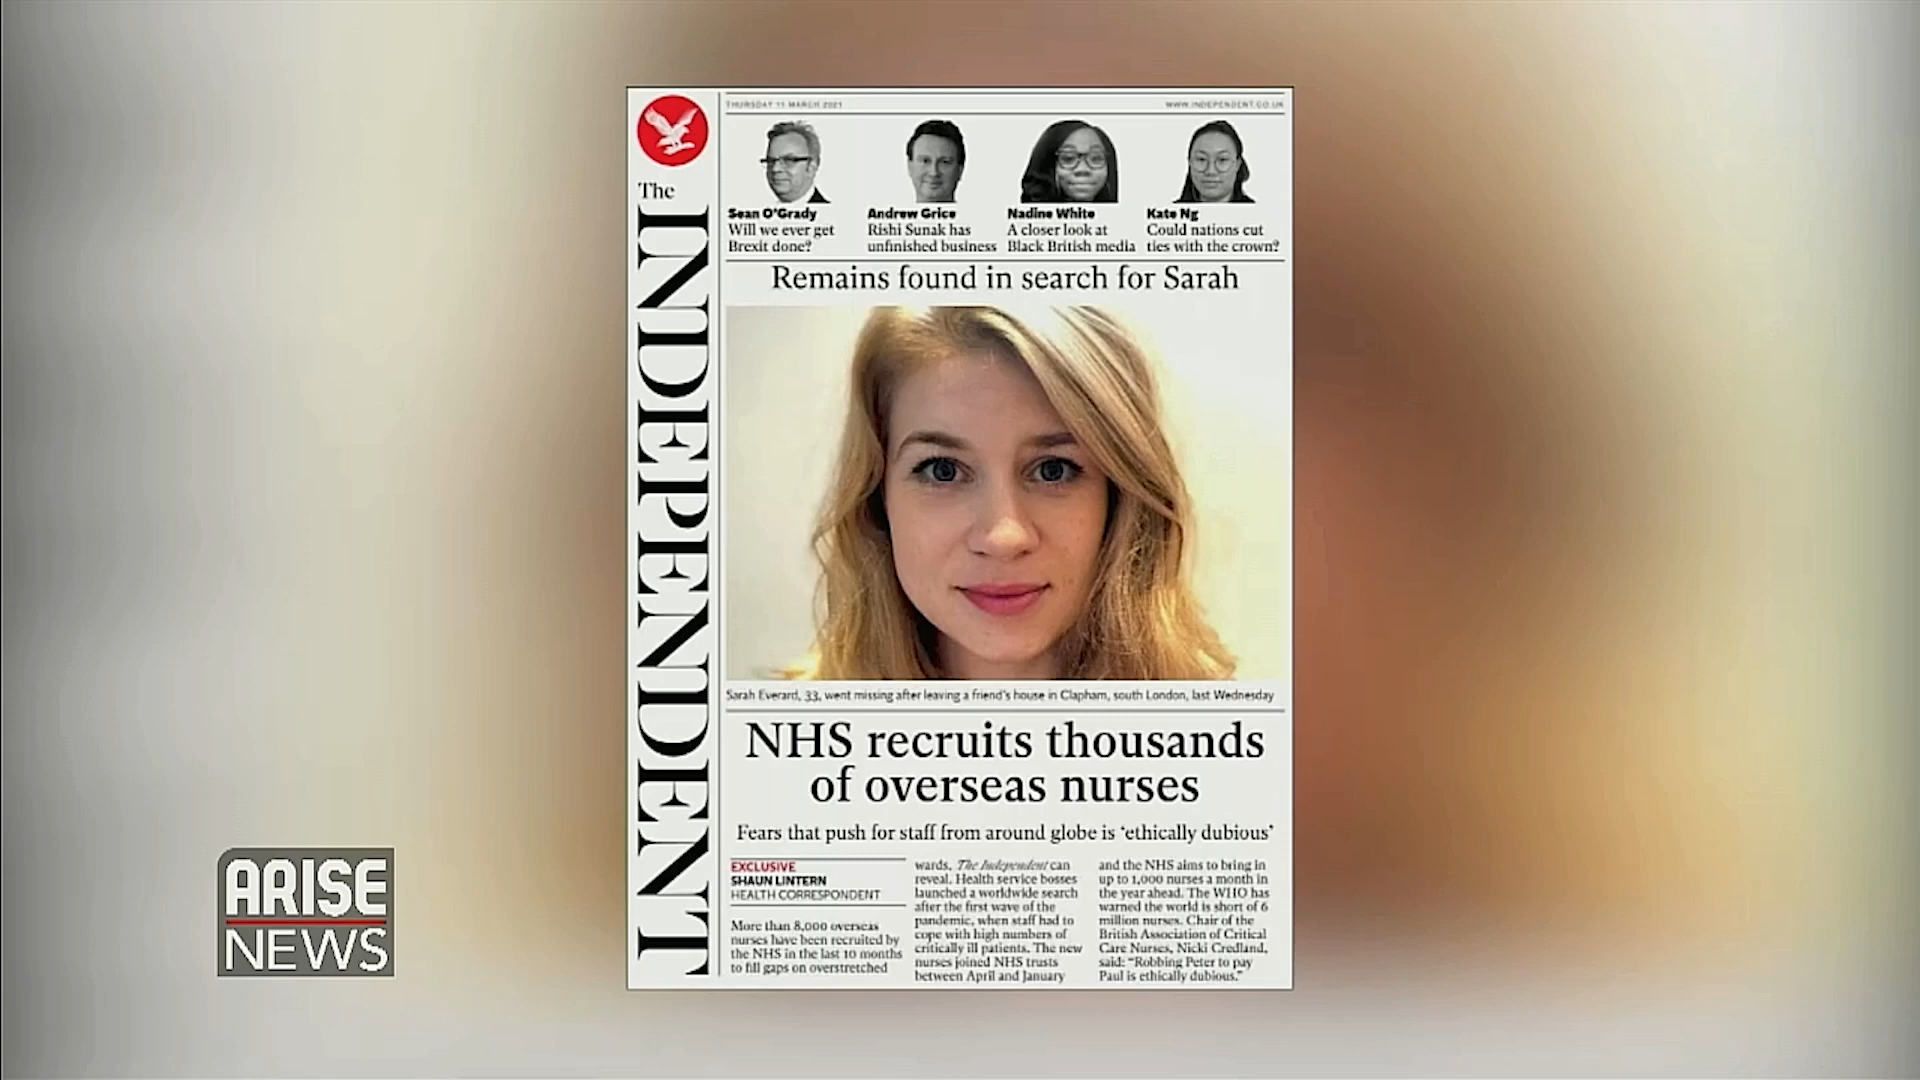 THURSDAY 11 MARCH 2021
WWW.INDEPENDENT.CO.UK
The
INDEPENDENT
Sean O'Grady
Will we ever get
Brexit done?
Andrew Grice
Rishi Sunak has
unfinished business
Nadine White
A closer look at
Black British media
Kate Ng
Could nations cut
ties with the crown?
Remains found in search for Sarah
Sarah Everard, 33, went missing after leaving a friend's house in Clapham, south London, last Wednesday
NHS recruits thousands
of overseas nurses
Fears that push for staff from around globe is ‘ethically dubious’
EXCLUSIVE
SHAUN LINTERN
HEALTH CORRESPONDENT
More than 8,000 overseas
nurses have been recruited by
the NHS in the last 10 months
to fill gaps on overstretched
wards, The Independent can
reveal. Health service bosses
launched a worldwide search
after the first wave of the
pandemic, when staff had to
cope with high numbers of
critically ill patients. The new
nurses joined NHS trusts
between April and January
and the NHS aims to bring in
up to 1,000 nurses a month in
the year ahead. The WHO has
warned the world is short of 6
million nurses. Chair of the
British Association of Critical
Care Nurses, Nicki Credland,
said: “Robbing Peter to pay
Paul is ethically dubious.”
ARISE
NEWS